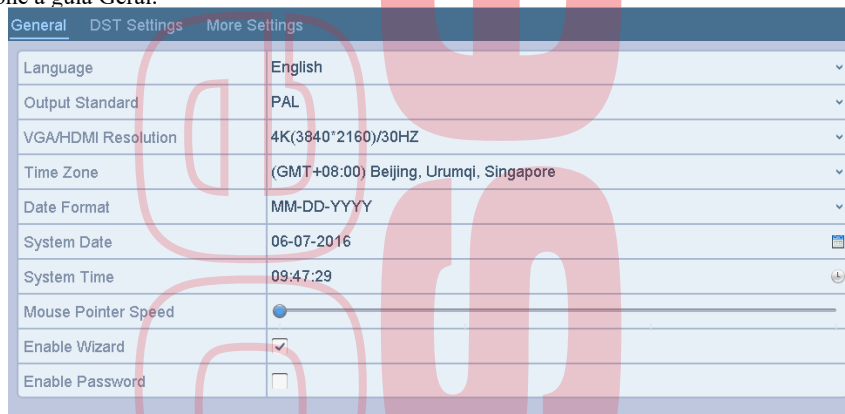 one a guia Geral.
General DST Settings More Settings
Language English
Output Standard PAL
VGA/HDMI Resolution 4K(3840*2160)/30HZ
Time Zone (GMT+08:00) Beijing, Urumqi, Singapore
Date Format MM-DD-YYYY
System Date 06-07-2016
System Time 09:47:29
Mouse Pointer Speed
Enable Wizard
Enable Password